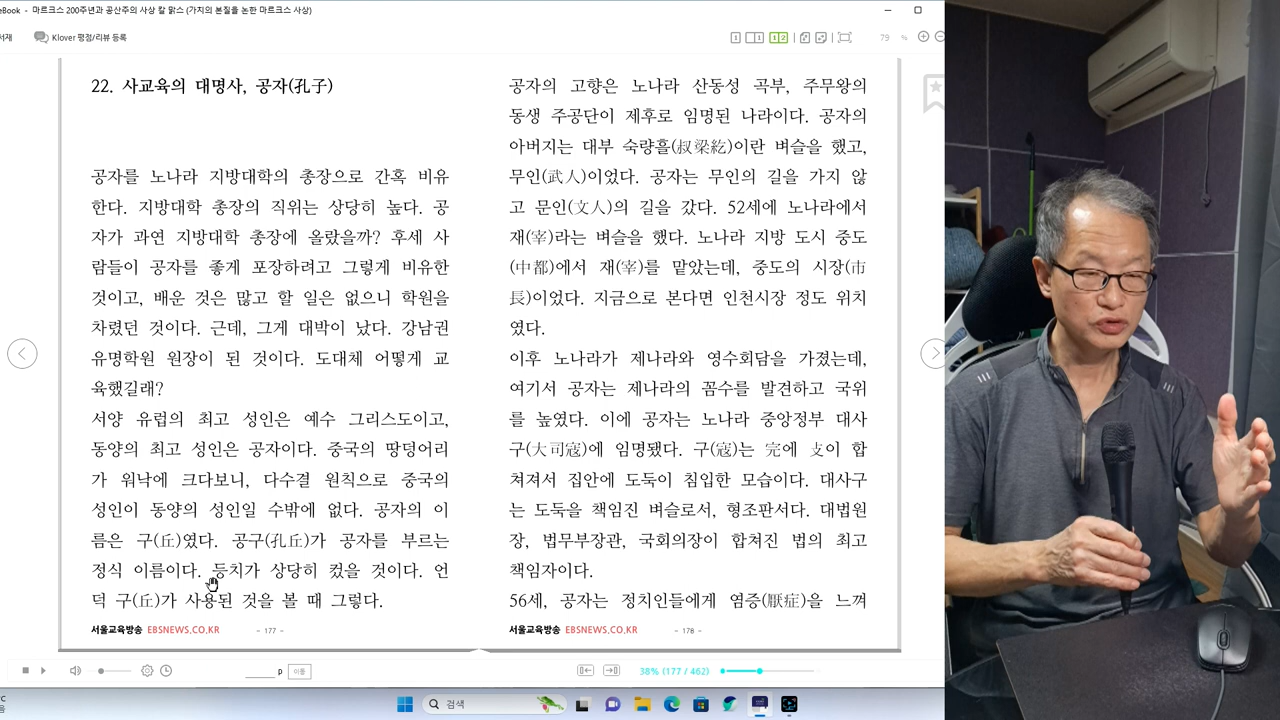 eBook - 마르크스 200주년과 공산주의 사상 칼 맑스 (가치의 본질을 논한 마르크스 사상)
서재 Klover 평점/리뷰 등록
79 %
22. 사교육의 대명사, 공자(孔子)
공자를 노나라 지방대학의 총장으로 간혹 비유
한다. 지방대학 총장의 직위는 상당히 높다. 공
자가 과연 지방대학 총장에 올랐을까? 후세 사
람들이 공자를 좋게 포장하려고 그렇게 비유한
것이고, 배운 것은 많고 할 일은 없으니 학원을
차렸던 것이다. 근데, 그게 대박이 났다. 강남권
유명학원 원장이 된 것이다. 도대체 어떻게 교
육했길래?
서양 유럽의 최고 성인은 예수 그리스도이고,
동양의 최고 성인은 공자이다. 중국의 땅덩어리
가 워낙에 크다보니, 다수결 원칙으로 중국의
성인이 동양의 성인일 수밖에 없다. 공자의 이
름은 구(丘)였다. 공구(孔丘)가 공자를 부르는
정식 이름이다. 등치가 상당히 컸을 것이다. 언
덕 구(丘)가 사용된 것을 볼 때 그렇다.
서울교육방송 EBSNEWS.CO.KR - 177 -
공자의 고향은 노나라 산동성 곡부, 주무왕의
동생 주공단이 제후로 임명된 나라이다. 공자의
아버지는 대부 숙량흘(叔梁紇)이란 벼슬을 했고,
무인(武人)이었다. 공자는 무인의 길을 가지 않
고 문인(文人)의 길을 갔다. 52세에 노나라에서
재(宰)라는 벼슬을 했다. 노나라 지방 도시 중도
(中都)에서 재(宰)를 맡았는데, 중도의 시장(市
長)이었다. 지금으로 본다면 인천시장 정도 위치
였다.
이후 노나라가 제나라와 영수회담을 가졌는데,
여기서 공자는 제나라의 꼼수를 발견하고 국위
를 높였다. 이에 공자는 노나라 중앙정부 대사
구(大司寇)에 임명됐다. 구(寇)는 完에 攴이 합
쳐져서 집안에 도둑이 침입한 모습이다. 대사구
는 도둑을 책임진 벼슬로서, 형조판서다. 대법원
장, 법무부장관, 국회의장이 합쳐진 법의 최고
책임자이다.
56세, 공자는 정치인들에게 염증(厭症)을 느껴
서울교육방송 EBSNEWS.CO.KR - 178 -
p 이동
38% (177 / 462)
검색